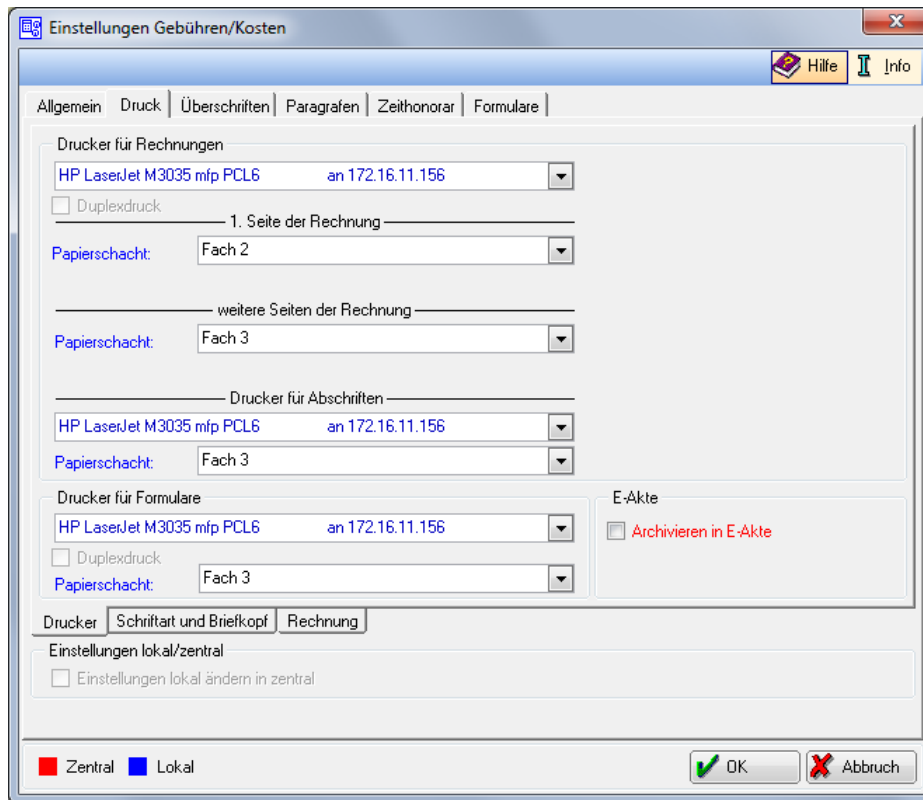 Einstellungen Gebühren/Kosten
Hilfe Info
Allgemein Druck Überschriften Paragrafen Zeithonorar Formulare
Drucker für Rechnungen
HP LaserJet M3035 mfp PCL6 an 172.16.11.156
Duplexdruck
1. Seite der Rechnung
Papierschacht: Fach 2
weitere Seiten der Rechnung
Papierschacht: Fach 3
Drucker für Abschriften
HP LaserJet M3035 mfp PCL6 an 172.16.11.156
Papierschacht: Fach 3
Drucker für Formulare
HP LaserJet M3035 mfp PCL6 an 172.16.11.156
Duplexdruck
Papierschacht: Fach 3
E-Akte
Archivieren in E-Akte
Drucker Schriftart und Briefkopf Rechnung
Einstellungen lokal/zentral
Einstellungen lokal ändern in zentral
Zentral Lokal OK Abbruch